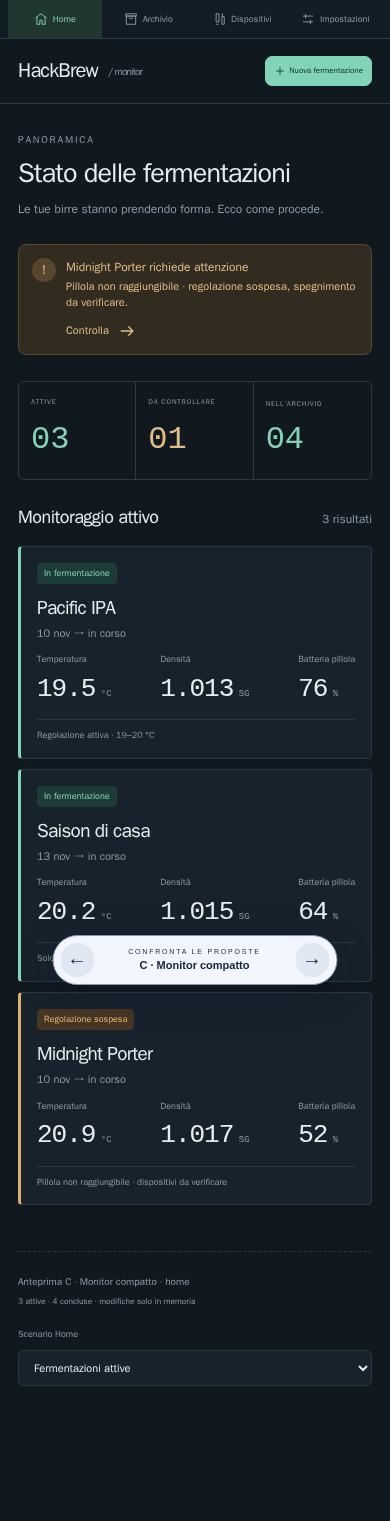 Home Archivio Dispositivi Impostazioni
HackBrew / monitor + Nuova fermentazione
PANORAMICA
Stato delle fermentazioni
Le tue birre stanno prendendo forma. Ecco come procede.
! Midnight Porter richiede attenzione
Pillola non raggiungibile · regolazione sospesa, spegnimento
da verificare.
Controlla →
ATTIVE DA CONTROLLARE NELL'ARCHIVIO
03 01 04
Monitoraggio attivo 3 risultati
In fermentazione
Pacific IPA
10 nov → in corso
Temperatura Densità Batteria pillola
19.5 °C 1.013 SG 76 %
Regolazione attiva · 19–20 °C
In fermentazione
Saison di casa
13 nov → in corso
Temperatura Densità Batteria pillola
20.2 °C 1.015 SG 64 %
← CONFRONTA LE PROPOSTE →
C · Monitor compatto
Regolazione sospesa
Midnight Porter
10 nov → in corso
Temperatura Densità Batteria pillola
20.9 °C 1.017 SG 52 %
Pillola non raggiungibile · dispositivi da verificare
Anteprima C · Monitor compatto · home
3 attive · 4 concluse · modifiche solo in memoria
Scenario Home
Fermentazioni attive